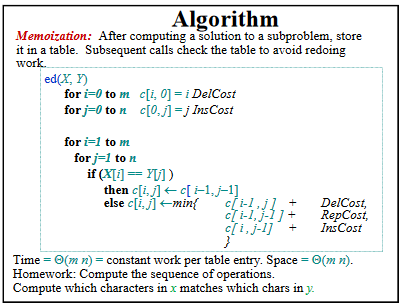 Algorithm
Memoization: After computing a solution to a subproblem, store
it in a table. Subsequent calls check the table to avoid redoing
work.
ed(X, Y)
for i=0 to m c[i, 0] = i DelCost
for j=0 to n c[0,j] = j InsCost
for i=1 to m
for j=1 to n
if (X[i] == Y[j] )
then c[i,j] ← c[ i–1, j–1]
else c[i,j] ←min{ c[ i-1 , j ] + DelCost,
c[ i-1, j-1 ] + RepCost,
c[ i , j-1] + InsCost
}
Time = Θ(m n) = constant work per table entry. Space = Θ(m n).
Homework: Compute the sequence of operations.
Compute which characters in x matches which chars in y.